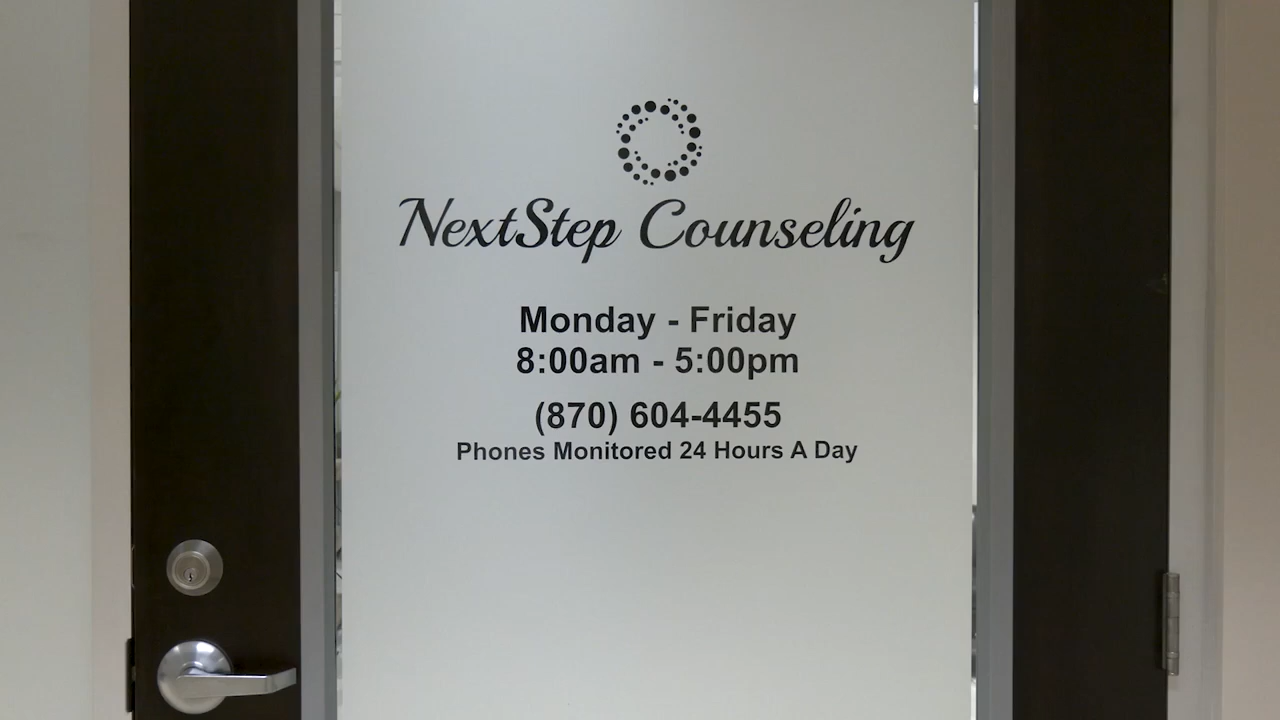 NextStep Counseling
Monday - Friday
8:00am - 5:00pm
(870) 604-4455
Phones Monitored 24 Hours A Day